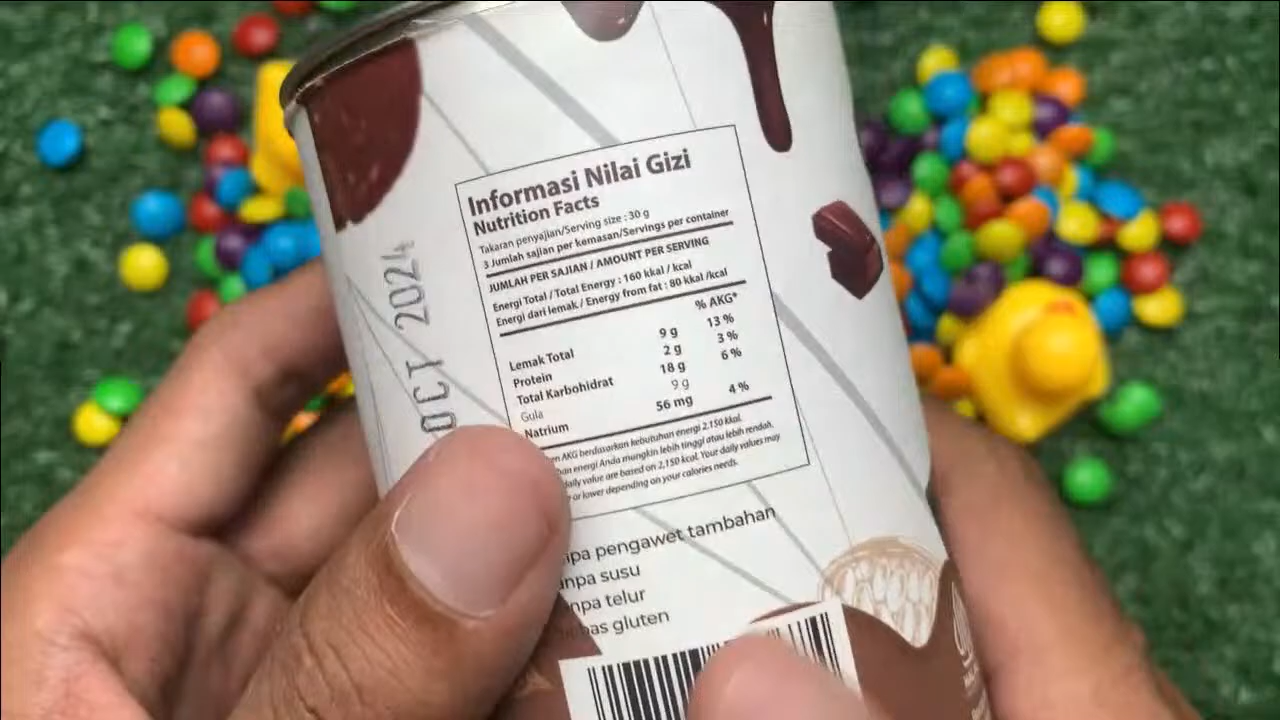 Informasi Nilai Gizi
Nutrition Facts
Takaran penyajian/Serving size : 30 g
3 Jumlah sajian per kemasan/Servings per container
JUMLAH PER SAJIAN / AMOUNT PER SERVING
Energi Total / Total Energy : 160 kkal / kcal
Energi dari lemak / Energy from fat : 80 kkal /kcal
% AKG*
Lemak Total 9 g 13 %
Protein 2 g 3 %
Total Karbohidrat 18 g 6 %
Gula 9 g
Natrium 56 mg 4 %
AKG berdasarkan kebutuhan energi 2.150 kkal.
energi Anda mungkin lebih tinggi atau lebih rendah.
daily value are based on 2,150 kcal. Your daily values may
or lower depending on your calories needs.
pengawet tambahan
susu
telur
gluten
OCT 2024